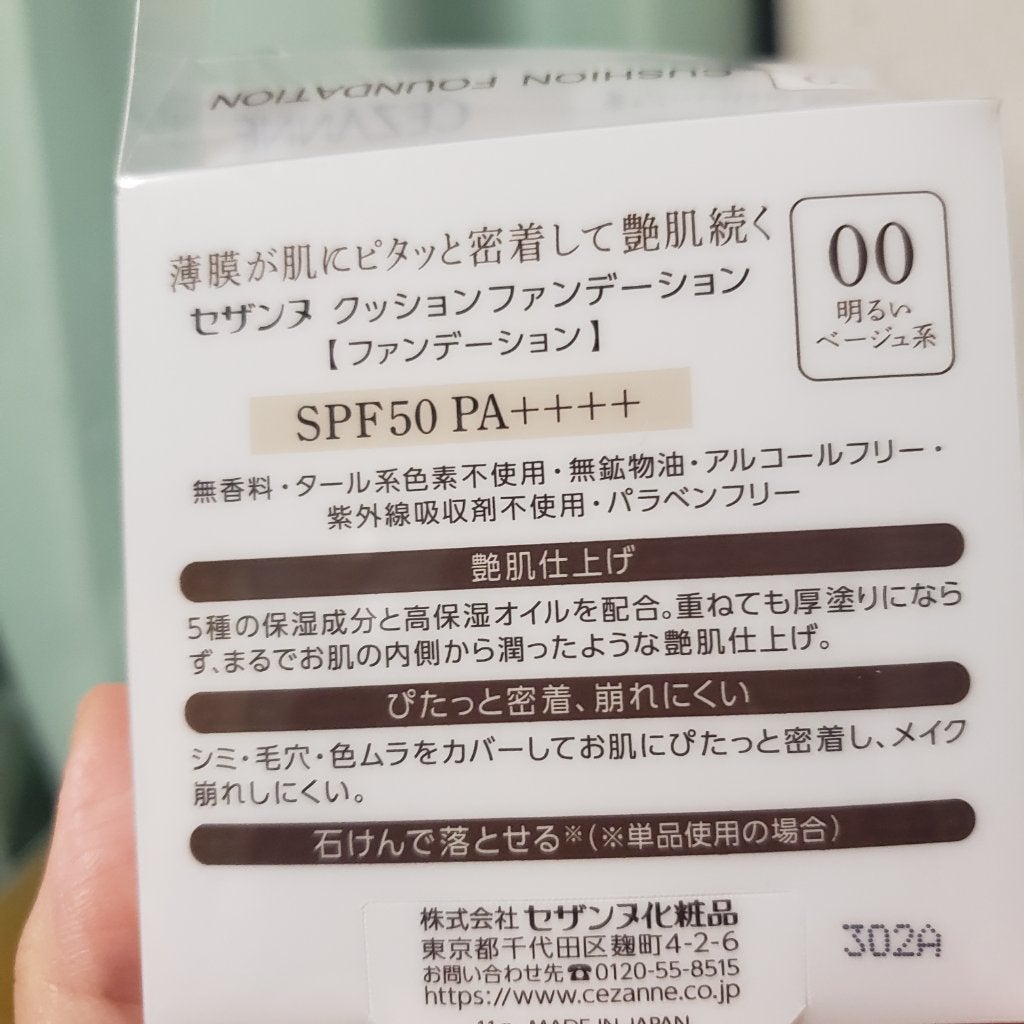 CUSHION FOUNDATION
CEZANNE
薄膜が肌にピタッと密着して艶肌続く
セザンヌ クッションファンデーション
【ファンデーション】
00
明るい
ベージュ系
SPF50 PA++++
無香料・タール系色素不使用・無鉱物油・アルコールフリー・
紫外線吸収剤不使用・パラベンフリー
艶肌仕上げ
5種の保湿成分と高保湿オイルを配合。重ねても厚塗りになら
ず、まるでお肌の内側から潤ったような艶肌仕上げ。
ぴたっと密着、崩れにくい
シミ・毛穴・色ムラをカバーしてお肌にぴたっと密着し、メイク
崩れしにくい。
石けんで落とせる※(※単品使用の場合)
株式会社 セザンヌ化粧品
東京都千代田区麹町4-2-6
お問い合わせ先☎0120-55-8515
https://www.cezanne.co.jp
11g MADE IN JAPAN
302A